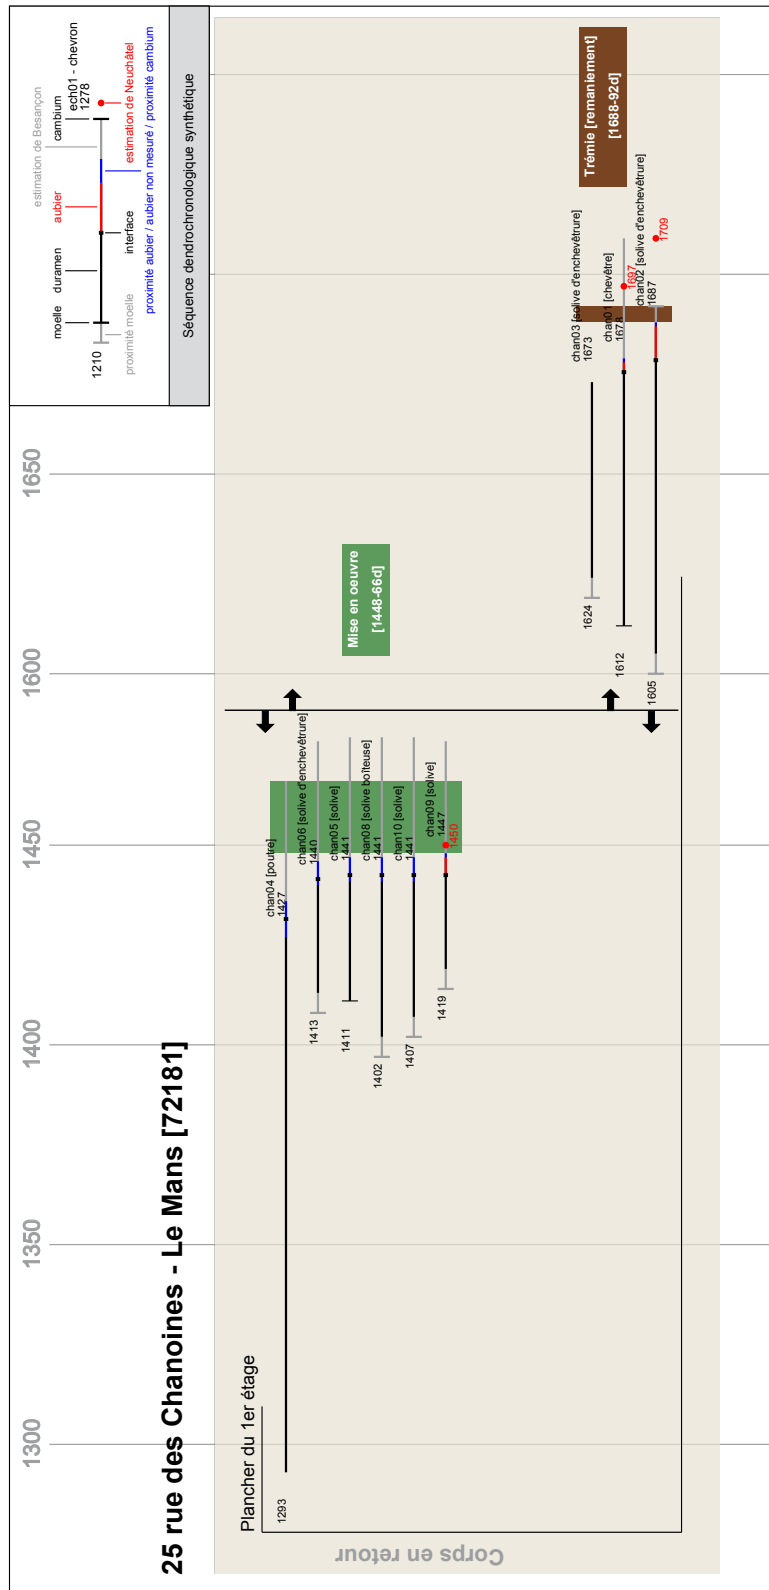 25 rue des Chanoines - Le Mans [72181]
1300
1350
1400
1450
1600
1650
Corps en retour
Plancher du 1er étage
1293
chan04 [poutre]
1427
1413
chan06 [solive d'enchevêtrure]
1440
1411
chan05 [solive]
1441
1402
chan08 [solive boîteuse]
1441
1407
chan10 [solive]
1441
1419
chan09 [solive]
1447
1450
Mise en oeuvre
[1448-66d]
1624
chan03 [solive d'enchevêtrure]
1673
1612
chan01 [chevêtre]
1678
1697
1605
chan02 [solive d'enchevêtrure]
1687
1709
Trémie [remaniement]
[1688-92d]
estimation de Besançon
moelle
duramen
aubier
cambium
ech01 - chevron
1278
1210
proximité moelle
interface
estimation de Neuchâtel
proximité aubier / aubier non mesuré / proximité cambium
Séquence dendrochronologique synthétique